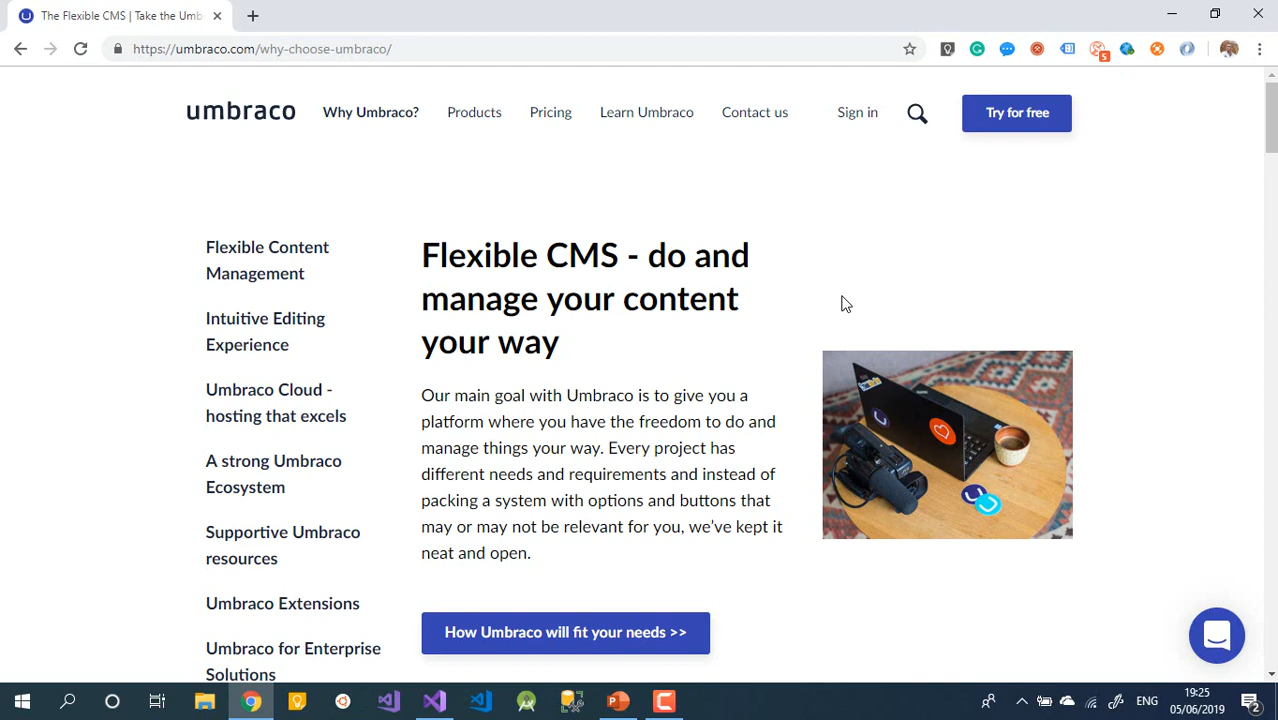 The Flexible CMS | Take the Umb
https://umbraco.com/why-choose-umbraco/
5
umbraco Why Umbraco? Products Pricing Learn Umbraco Contact us Sign in Try for free
Flexible Content
Management
Intuitive Editing
Experience
Umbraco Cloud -
hosting that excels
A strong Umbraco
Ecosystem
Supportive Umbraco
resources
Umbraco Extensions
Umbraco for Enterprise
Solutions
Flexible CMS - do and
manage your content
your way
Our main goal with Umbraco is to give you a
platform where you have the freedom to do and
manage things your way. Every project has
different needs and requirements and instead of
packing a system with options and buttons that
may or may not be relevant for you, we've kept it
neat and open.
How Umbraco will fit your needs >>
ENG
19:25
05/06/2019
2